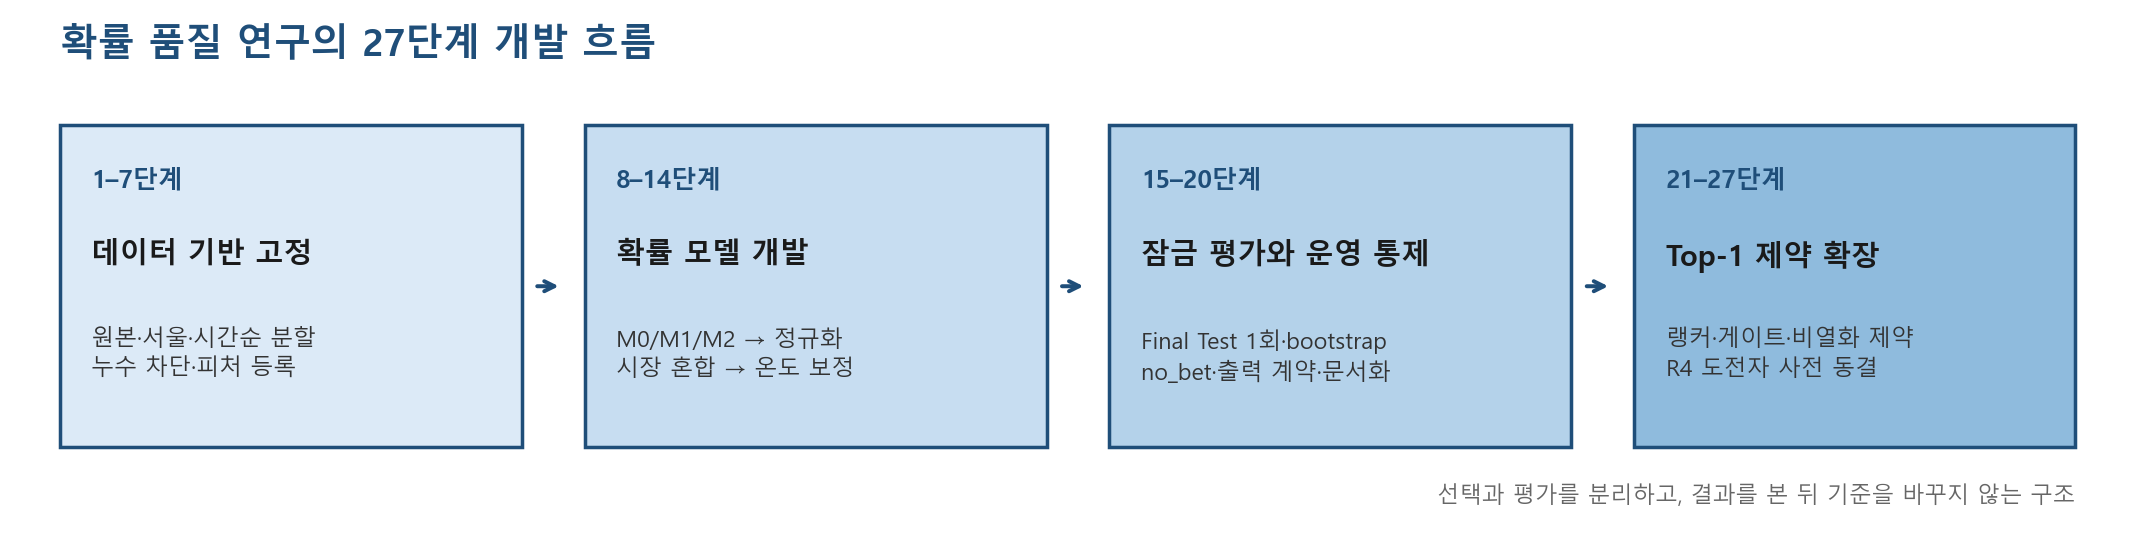 확률 품질 연구의 27단계 개발 흐름
1–7단계
데이터 기반 고정
원본·서울·시간순 분할
누수 차단·피처 등록
8–14단계
확률 모델 개발
M0/M1/M2 → 정규화
시장 혼합 → 온도 보정
15–20단계
잠금 평가와 운영 통제
Final Test 1회·bootstrap
no_bet·출력 계약·문서화
21–27단계
Top-1 제약 확장
랭커·게이트·비열화 제약
R4 도전자 사전 동결
선택과 평가를 분리하고, 결과를 본 뒤 기준을 바꾸지 않는 구조